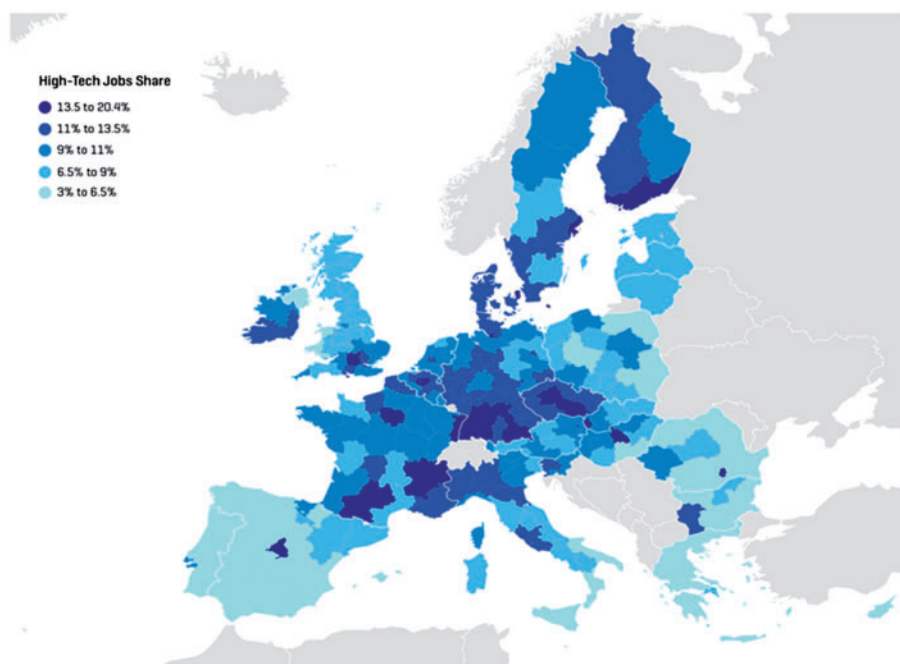 High-Tech Jobs Share
13.5 to 20.4%
11% to 13.5%
9% to 11%
6.5% to 9%
3% to 6.5%